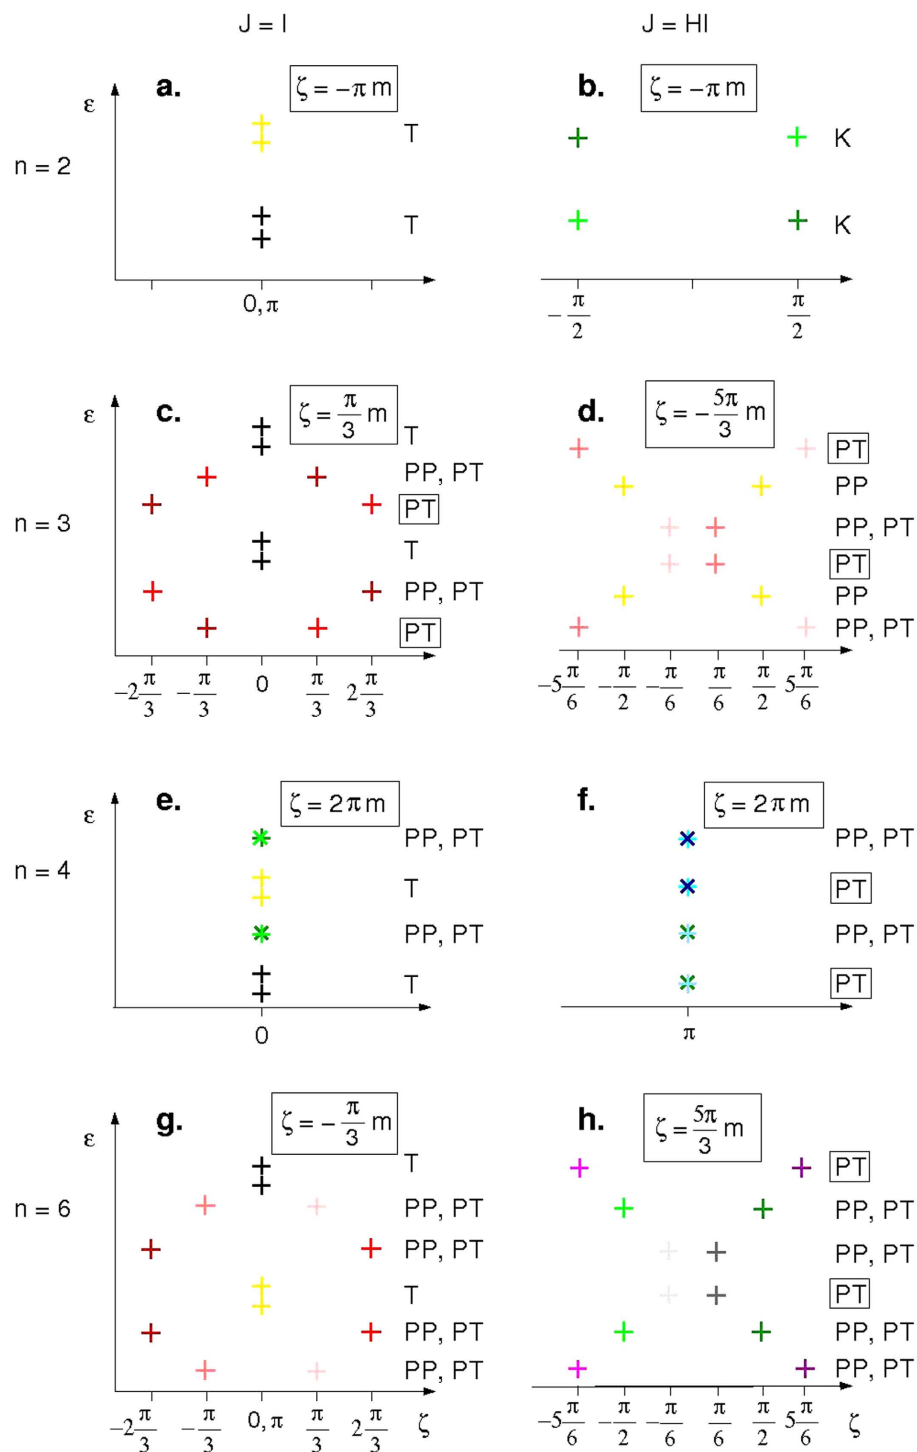 J = I J = HI
a. ζ = −π m b. ζ = −π m
ε
T K
n = 2
T K
0, π −π/2 π/2
c. ζ = π/3 m d. ζ = −5π/3 m
ε
T PT
PP, PT PP
PT PP, PT
n = 3
T PT
PP, PT PP
PT PP, PT
−2π/3 −π/3 0 π/3 2π/3 −5π/6 −π/2 −π/6 π/6 π/2 5π/6
e. ζ = 2πm f. ζ = 2πm
ε
PP, PT PP, PT
n = 4
T PT
PP, PT PP, PT
T PT
0 π
g. ζ = −π/3 m h. ζ = 5π/3 m
ε
T PT
n = 6
PP, PT PP, PT
PP, PT PP, PT
T PT
PP, PT PP, PT
PP, PT PP, PT
−2π/3 −π/3 0, π π/3 2π/3 ζ −5π/6 −π/2 −π/6 π/6 π/2 5π/6 ζ